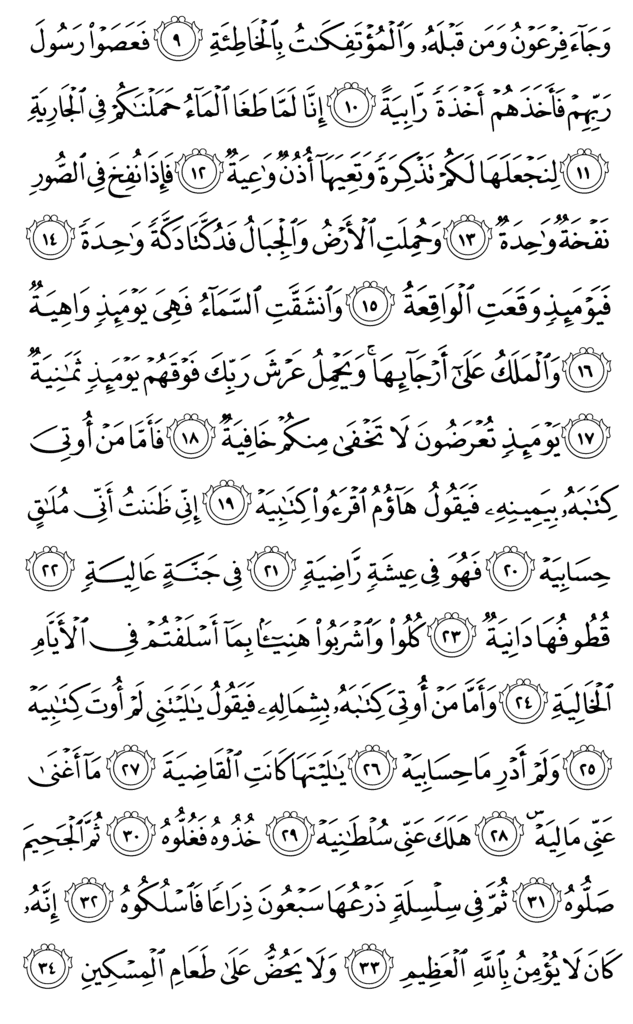 وَجَآءَ فِرْعَوْنُ وَمَن قَبْلَهُۥ وَٱلْمُؤْتَفِكَٰتُ بِٱلْخَاطِئَةِ ٩ فَعَصَوْا۟ رَسُولَ
رَبِّهِمْ فَأَخَذَهُمْ أَخْذَةً رَّابِيَةً ١٠ إِنَّا لَمَّا طَغَا ٱلْمَآءُ حَمَلْنَٰكُمْ فِى ٱلْجَارِيَةِ
١١ لِنَجْعَلَهَا لَكُمْ تَذْكِرَةً وَتَعِيَهَآ أُذُنٌ وَٰعِيَةٌ ١٢ فَإِذَا نُفِخَ فِى ٱلصُّورِ
نَفْخَةٌ وَٰحِدَةٌ ١٣ وَحُمِلَتِ ٱلْأَرْضُ وَٱلْجِبَالُ فَدُكَّتَا دَكَّةً وَٰحِدَةً ١٤
فَيَوْمَئِذٍ وَقَعَتِ ٱلْوَاقِعَةُ ١٥ وَٱنشَقَّتِ ٱلسَّمَآءُ فَهِىَ يَوْمَئِذٍ وَاهِيَةٌ
١٦ وَٱلْمَلَكُ عَلَىٰٓ أَرْجَآئِهَا ۚ وَيَحْمِلُ عَرْشَ رَبِّكَ فَوْقَهُمْ يَوْمَئِذٍ ثَمَٰنِيَةٌ
١٧ يَوْمَئِذٍ تُعْرَضُونَ لَا تَخْفَىٰ مِنكُمْ خَافِيَةٌ ١٨ فَأَمَّا مَنْ أُوتِىَ
كِتَٰبَهُۥ بِيَمِينِهِۦ فَيَقُولُ هَآؤُمُ ٱقْرَءُوا۟ كِتَٰبِيَهْ ١٩ إِنِّى ظَنَنتُ أَنِّى مُلَٰقٍ
حِسَابِيَهْ ٢٠ فَهُوَ فِى عِيشَةٍ رَّاضِيَةٍ ٢١ فِى جَنَّةٍ عَالِيَةٍ ٢٢
قُطُوفُهَا دَانِيَةٌ ٢٣ كُلُوا۟ وَٱشْرَبُوا۟ هَنِيٓـًٔۢا بِمَآ أَسْلَفْتُمْ فِى ٱلْأَيَّامِ
ٱلْخَالِيَةِ ٢٤ وَأَمَّا مَنْ أُوتِىَ كِتَٰبَهُۥ بِشِمَالِهِۦ فَيَقُولُ يَٰلَيْتَنِى لَمْ أُوتَ كِتَٰبِيَهْ
٢٥ وَلَمْ أَدْرِ مَا حِسَابِيَهْ ٢٦ يَٰلَيْتَهَا كَانَتِ ٱلْقَاضِيَةَ ٢٧ مَآ أَغْنَىٰ
عَنِّى مَالِيَهْ ۜ ٢٨ هَلَكَ عَنِّى سُلْطَٰنِيَهْ ٢٩ خُذُوهُ فَغُلُّوهُ ٣٠ ثُمَّ ٱلْجَحِيمَ
صَلُّوهُ ٣١ ثُمَّ فِى سِلْسِلَةٍ ذَرْعُهَا سَبْعُونَ ذِرَاعًا فَٱسْلُكُوهُ ٣٢ إِنَّهُۥ
كَانَ لَا يُؤْمِنُ بِٱللَّهِ ٱلْعَظِيمِ ٣٣ وَلَا يَحُضُّ عَلَىٰ طَعَامِ ٱلْمِسْكِينِ ٣٤